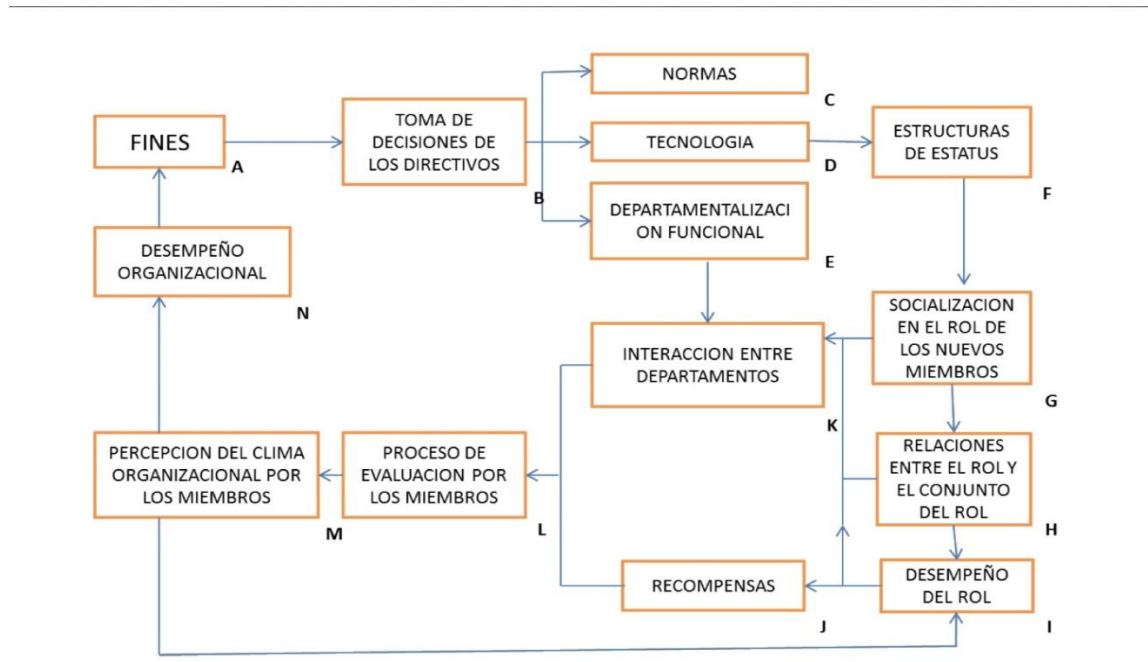 NORMAS
C
FINES
A
TOMA DE
DECISIONES DE
LOS DIRECTIVOS
B
TECNOLOGIA
D
ESTRUCTURAS
DE ESTATUS
F
DEPARTAMENTALIZACI
ON FUNCIONAL
E
DESEMPEÑO
ORGANIZACIONAL
N
INTERACCION ENTRE
DEPARTAMENTOS
K
SOCIALIZACION
EN EL ROL DE
LOS NUEVOS
MIEMBROS
G
PERCEPCION DEL CLIMA
ORGANIZACIONAL POR
LOS MIEMBROS
M
PROCESO DE
EVALUACION POR
LOS MIEMBROS
L
RELACIONES
ENTRE EL ROL Y
EL CONJUNTO
DEL ROL
H
RECOMPENSAS
J
DESEMPEÑO
DEL ROL
I